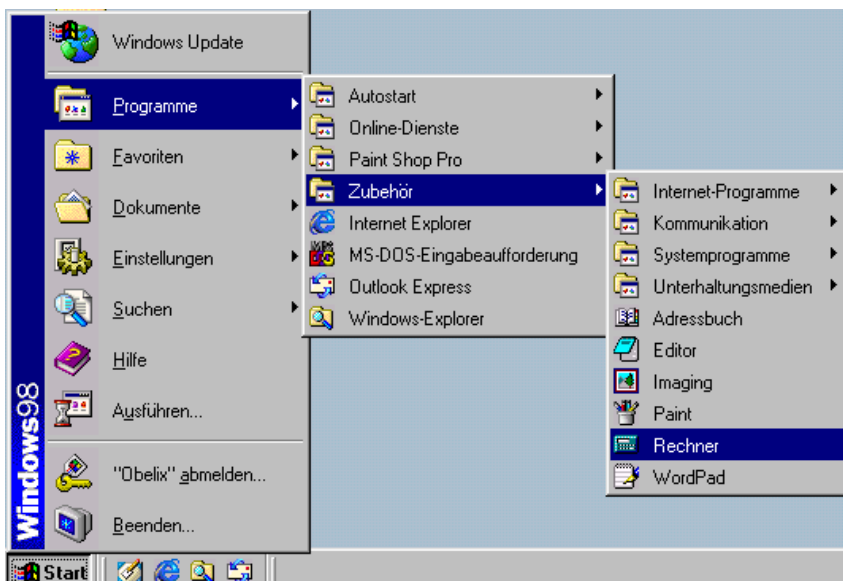 Windows Update
Programme
Favoriten
Dokumente
Einstellungen
Suchen
Hilfe
Ausführen...
"Obelix" abmelden...
Beenden...
Windows98
Start
Autostart
Online-Dienste
Paint Shop Pro
Zubehör
Internet Explorer
MS-DOS-Eingabeaufforderung
Outlook Express
Windows-Explorer
Internet-Programme
Kommunikation
Systemprogramme
Unterhaltungsmedien
Adressbuch
Editor
Imaging
Paint
Rechner
WordPad